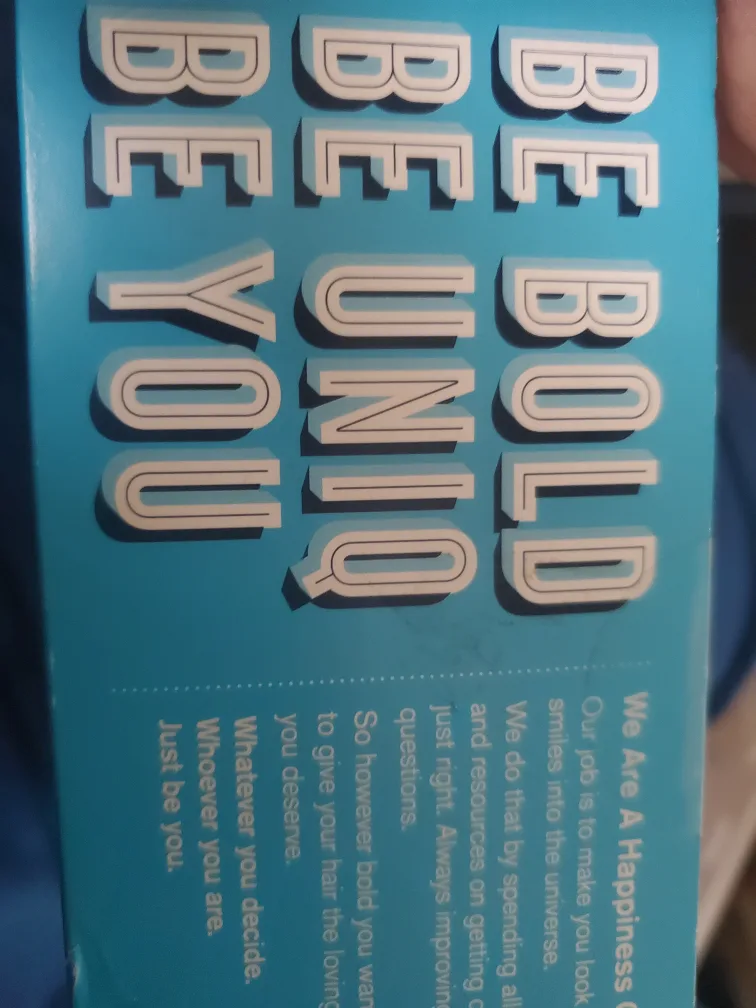 BE BOLD
BE UNIQ
BE YOU
We Are A Happiness
Our job is to make you look
smiles into the universe.
We do that by spending all
and resources on getting
just right. Always improving
questions.
So however bold you
to give your hair the loving
you deserve.
Whatever you decide.
Whoever you are.
Just be you.